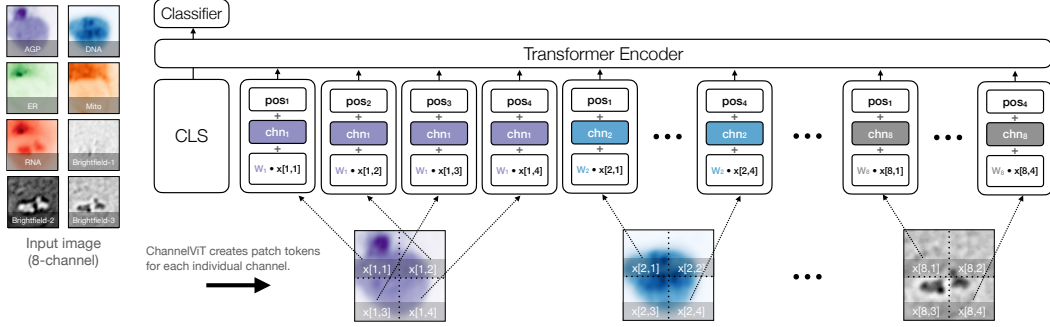 Classifier
Transformer Encoder
AGP DNA
ER Mito
RNA Brightfield-1
Brightfield-2 Brightfield-3
Input image
(8-channel)
CLS
pos1 pos2 pos3 pos4 pos1 pos4 pos1 pos4
+ + + + + + + +
chn1 chn1 chn1 chn1 chn2 chn2 chn8 chn8
+ + + + + + + +
W1 • x[1,1] W1 • x[1,2] W1 • x[1,3] W1 • x[1,4] W2 • x[2,1] W2 • x[2,4] W8 • x[8,1] W8 • x[8,4]
••• ••• •••
ChannelViT creates patch tokens
for each individual channel.
x[1,1] x[1,2] x[2,1] x[2,2] x[8,1] x[8,2]
•••
x[1,3] x[1,4] x[2,3] x[2,4] x[8,3] x[8,4]